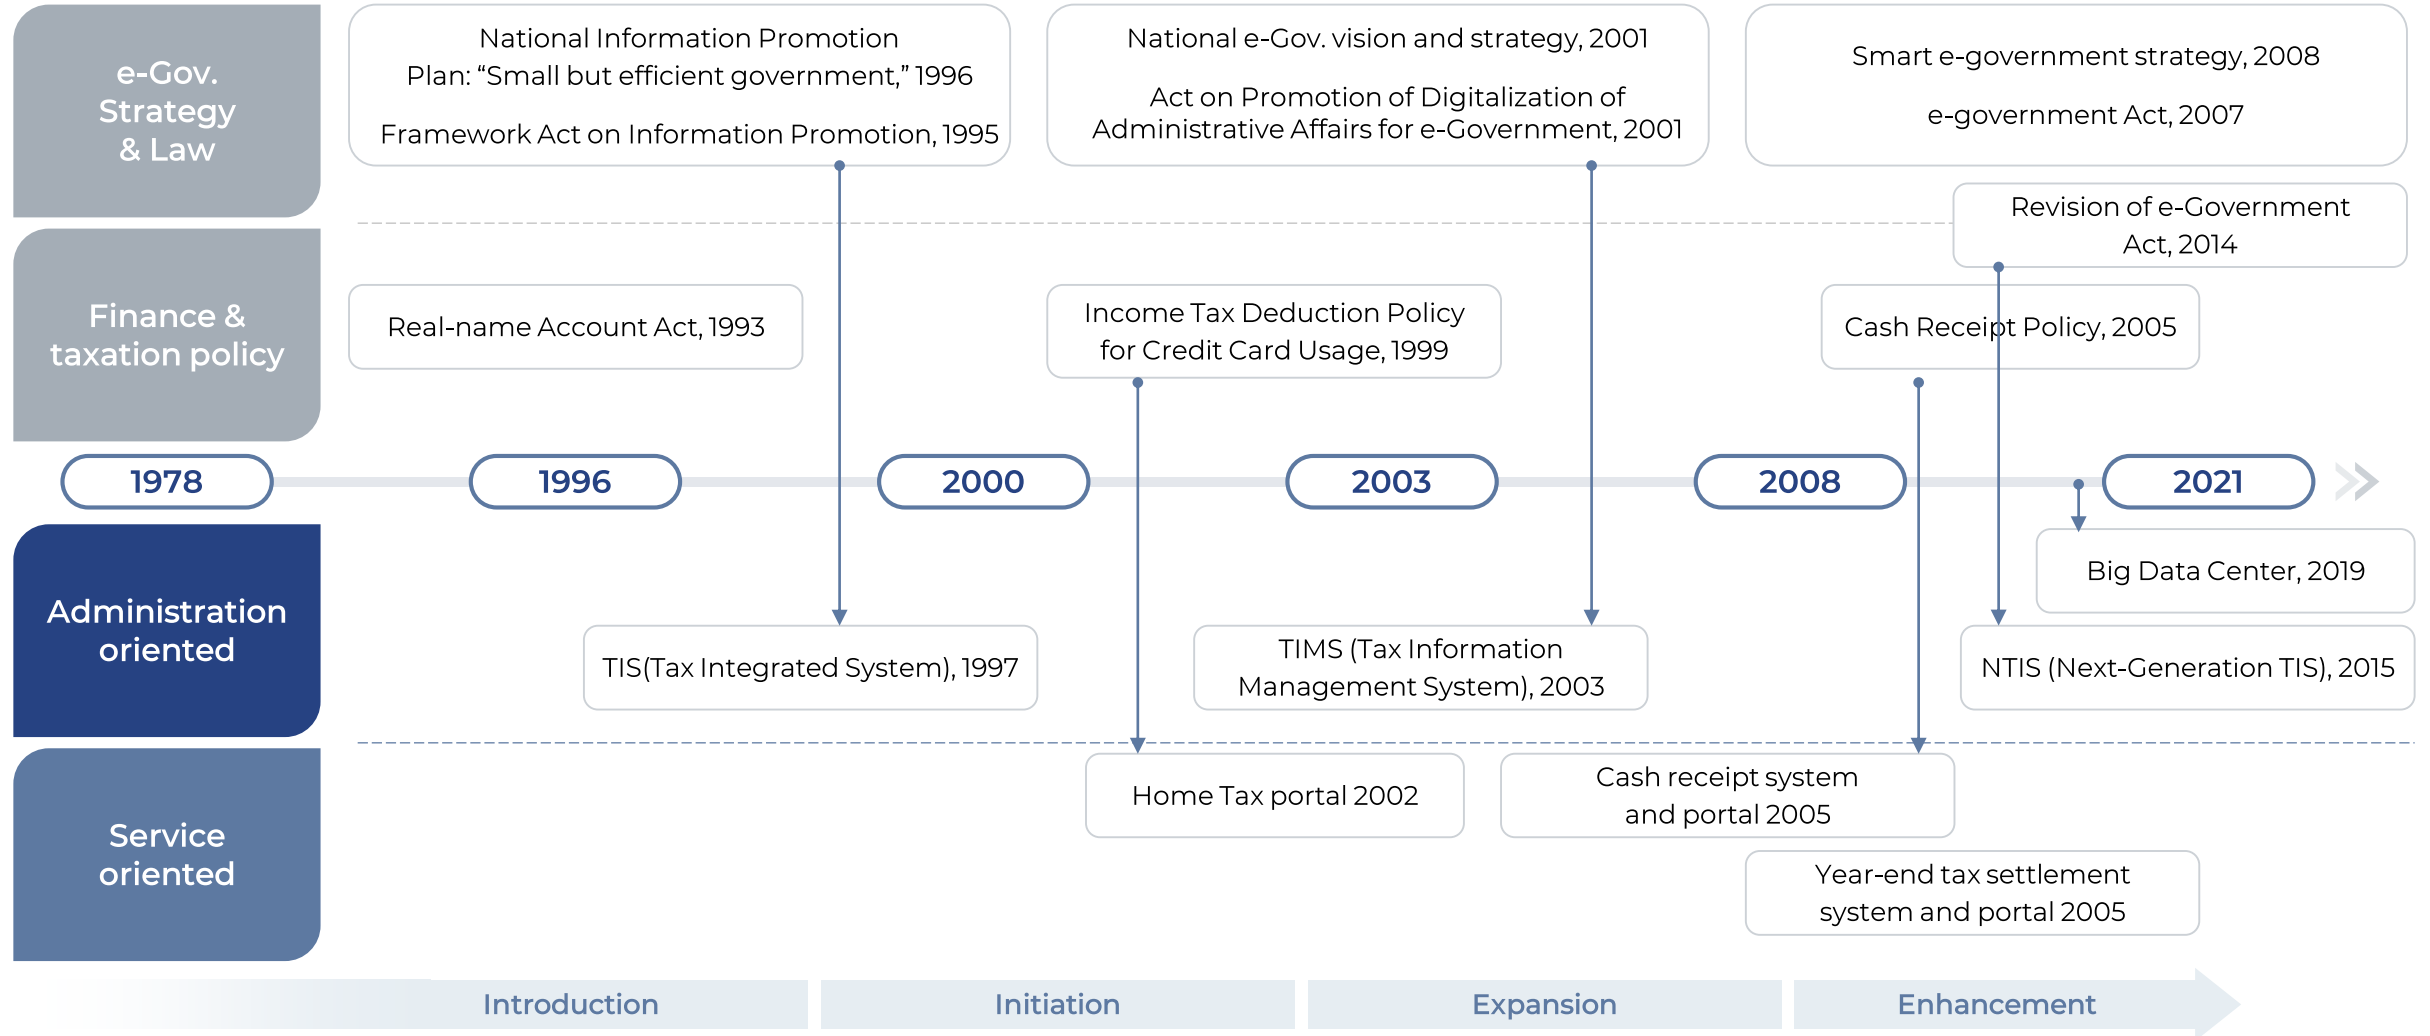 e-Gov.
Strategy
& Law
National Information Promotion
Plan: “Small but efficient government,” 1996
Framework Act on Information Promotion, 1995
National e-Gov. vision and strategy, 2001
Act on Promotion of Digitalization of
Administrative Affairs for e-Government, 2001
Smart e-government strategy, 2008
e-government Act, 2007
Revision of e-Government
Act, 2014
Finance &
taxation policy
Real-name Account Act, 1993
Income Tax Deduction Policy
for Credit Card Usage, 1999
Cash Receipt Policy, 2005
1978
1996
2000
2003
2008
2021
Administration
oriented
Big Data Center, 2019
TIS(Tax Integrated System), 1997
TIMS (Tax Information
Management System), 2003
NTIS (Next-Generation TIS), 2015
Service
oriented
Home Tax portal 2002
Cash receipt system
and portal 2005
Year-end tax settlement
system and portal 2005
Introduction
Initiation
Expansion
Enhancement